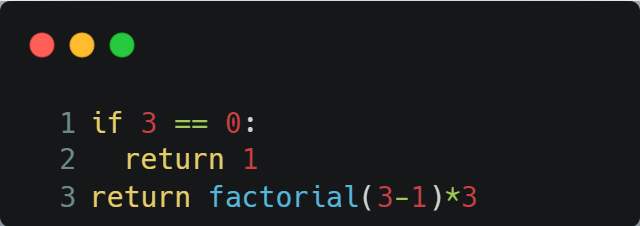 1 if 3 == 0:
2   return 1
3 return factorial(3-1)*3